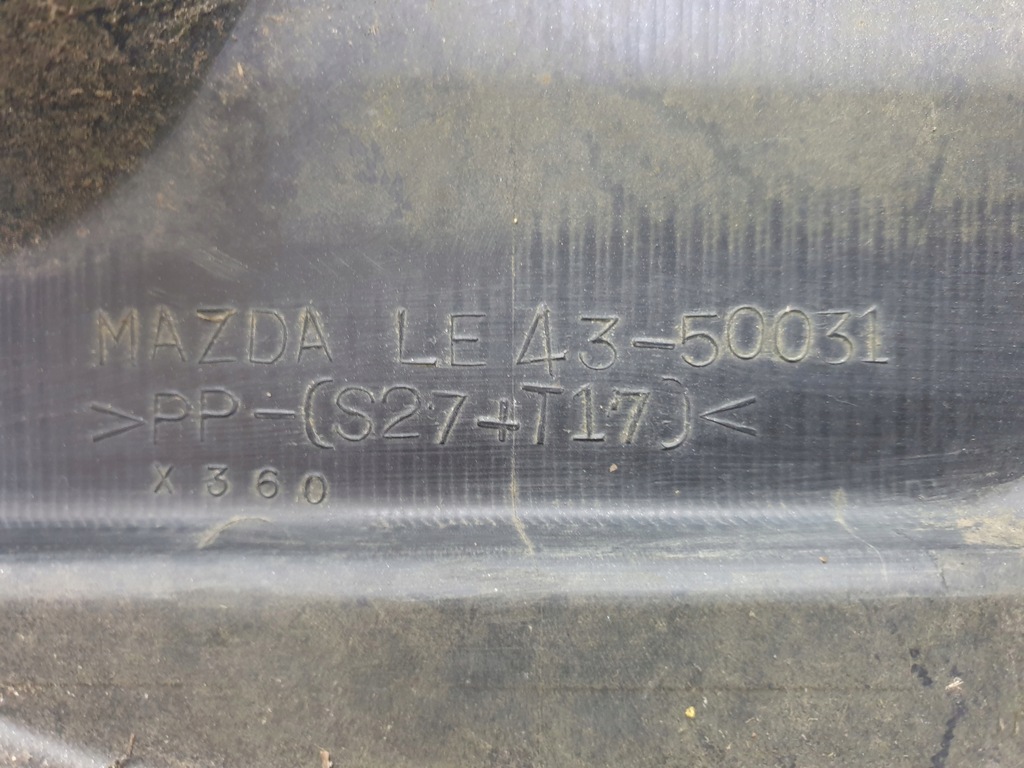 MAZDA LE43-50031
>PP-(S27+T17)<
X360